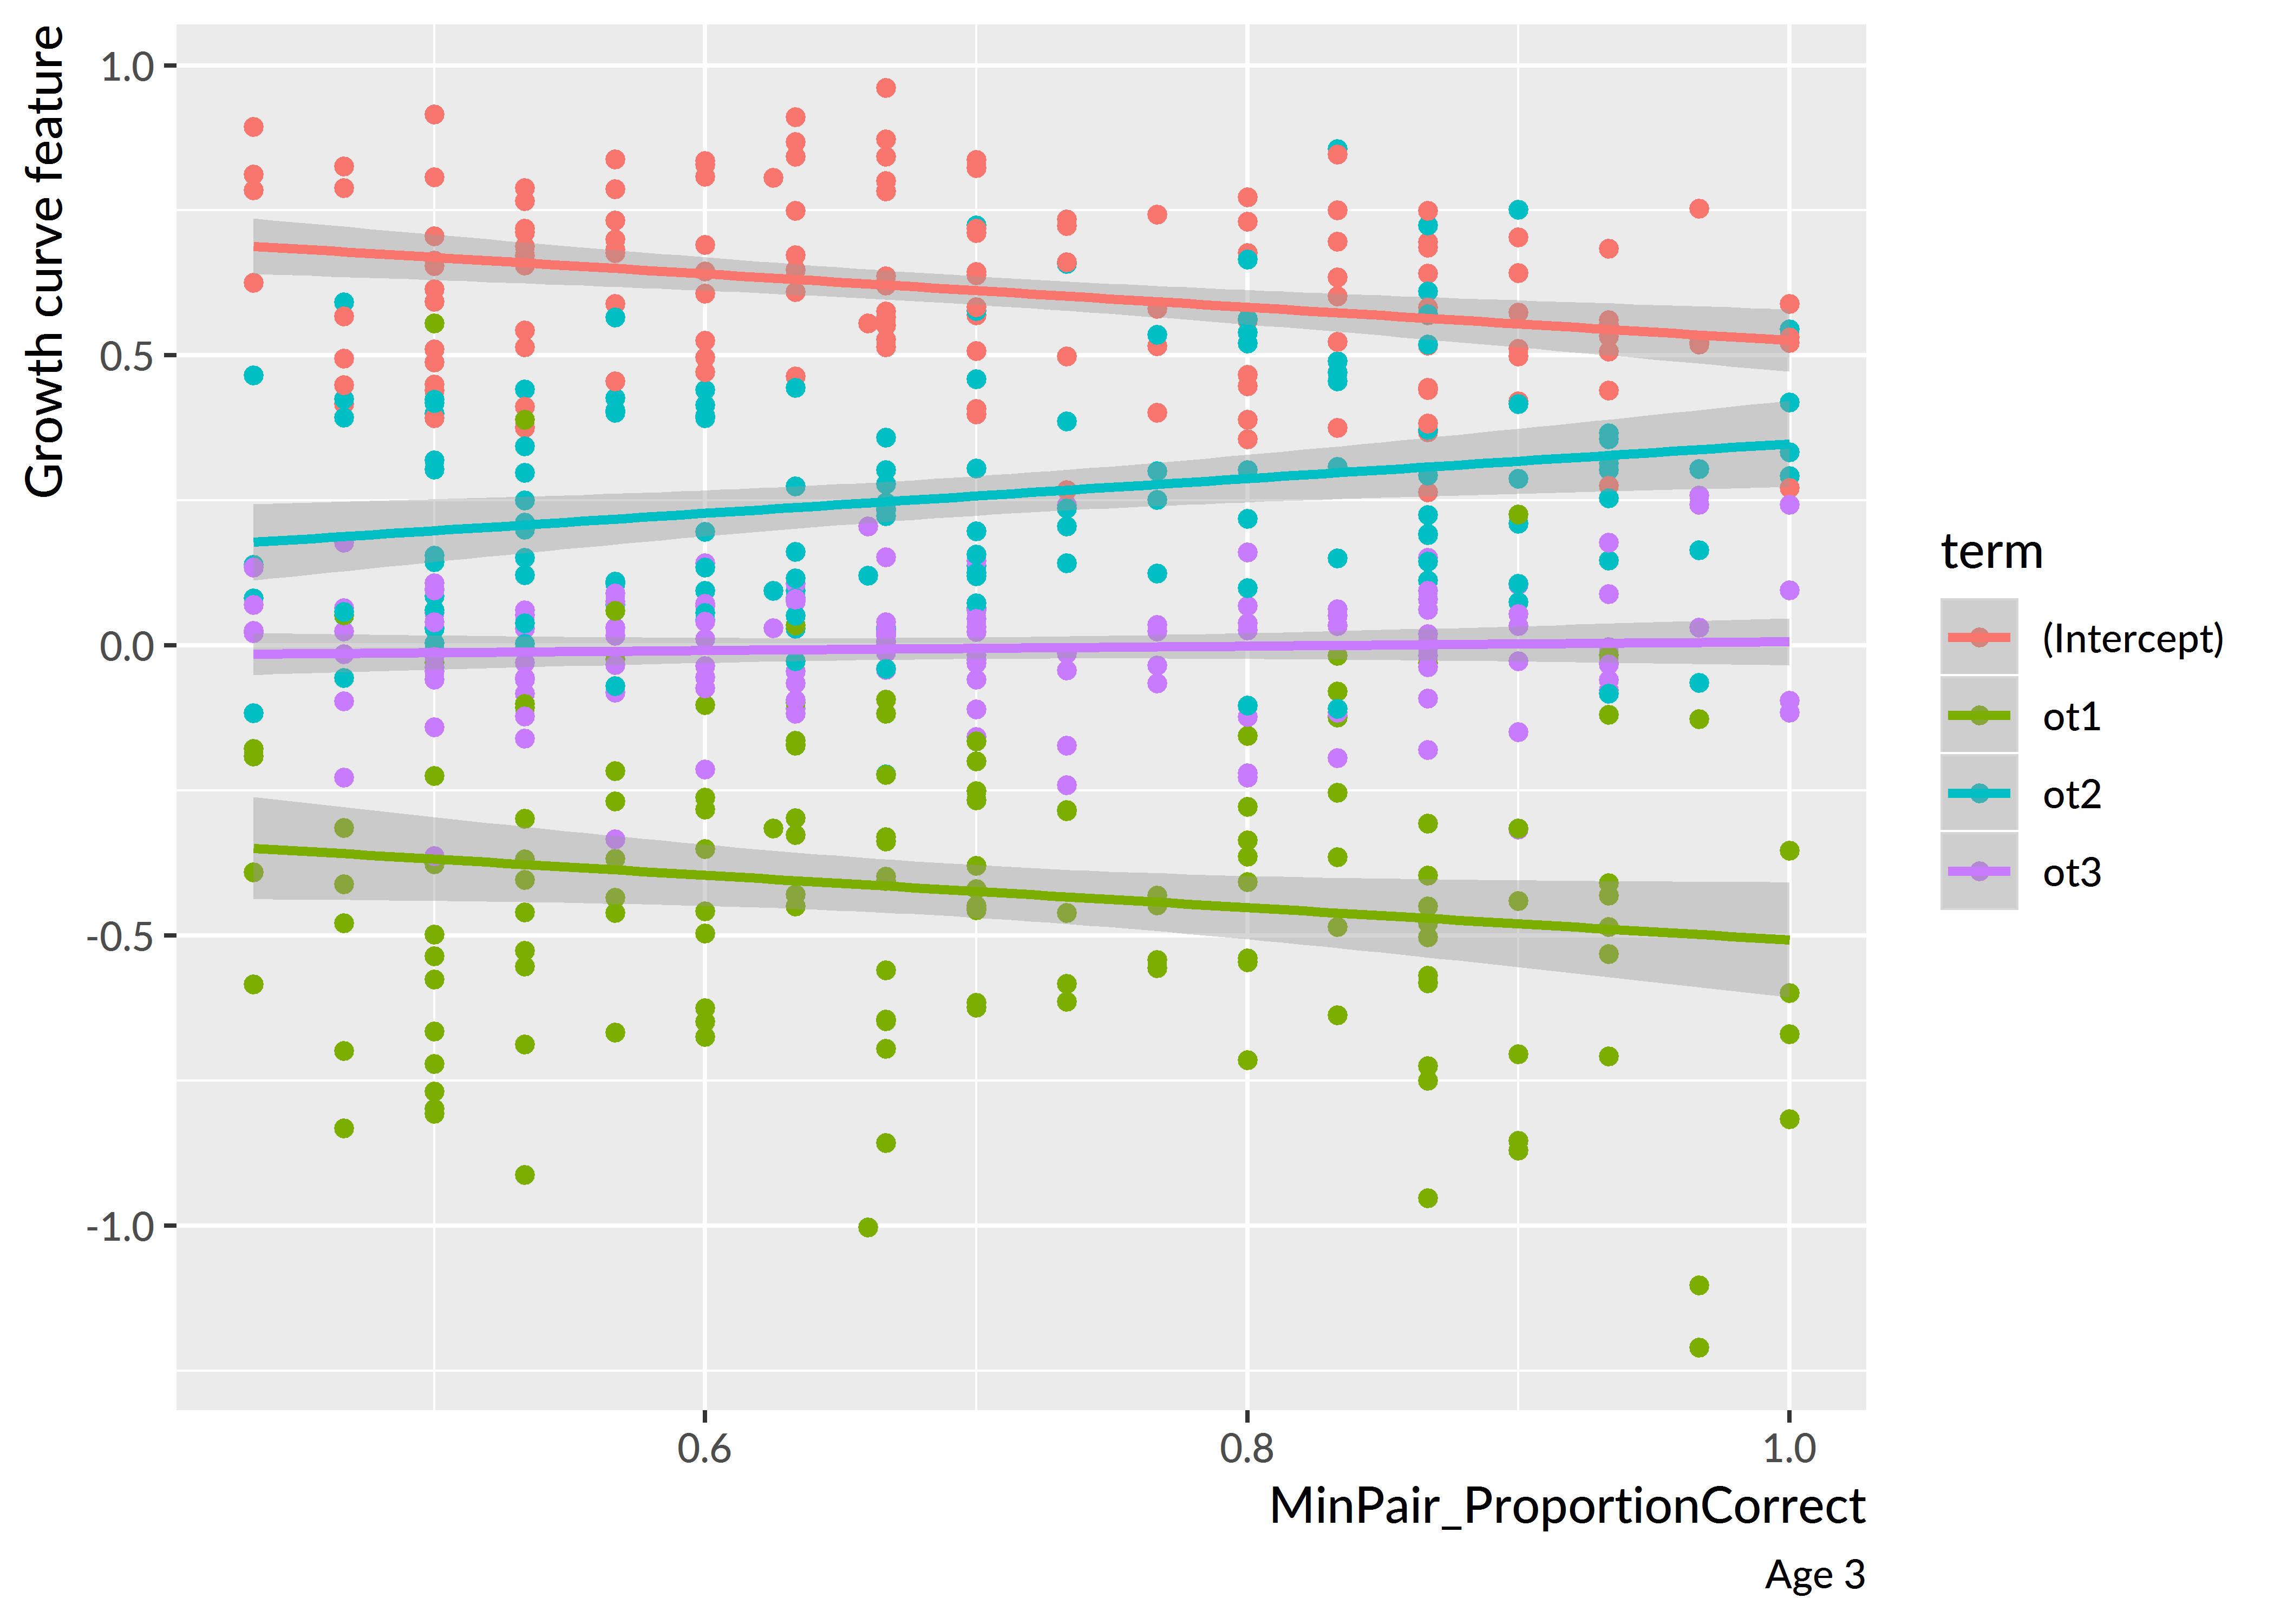 Growth curve feature
1.0
0.5
0.0
-0.5
-1.0
0.6 0.8 1.0
MinPair_ProportionCorrect
Age 3
term
(Intercept)
ot1
ot2
ot3